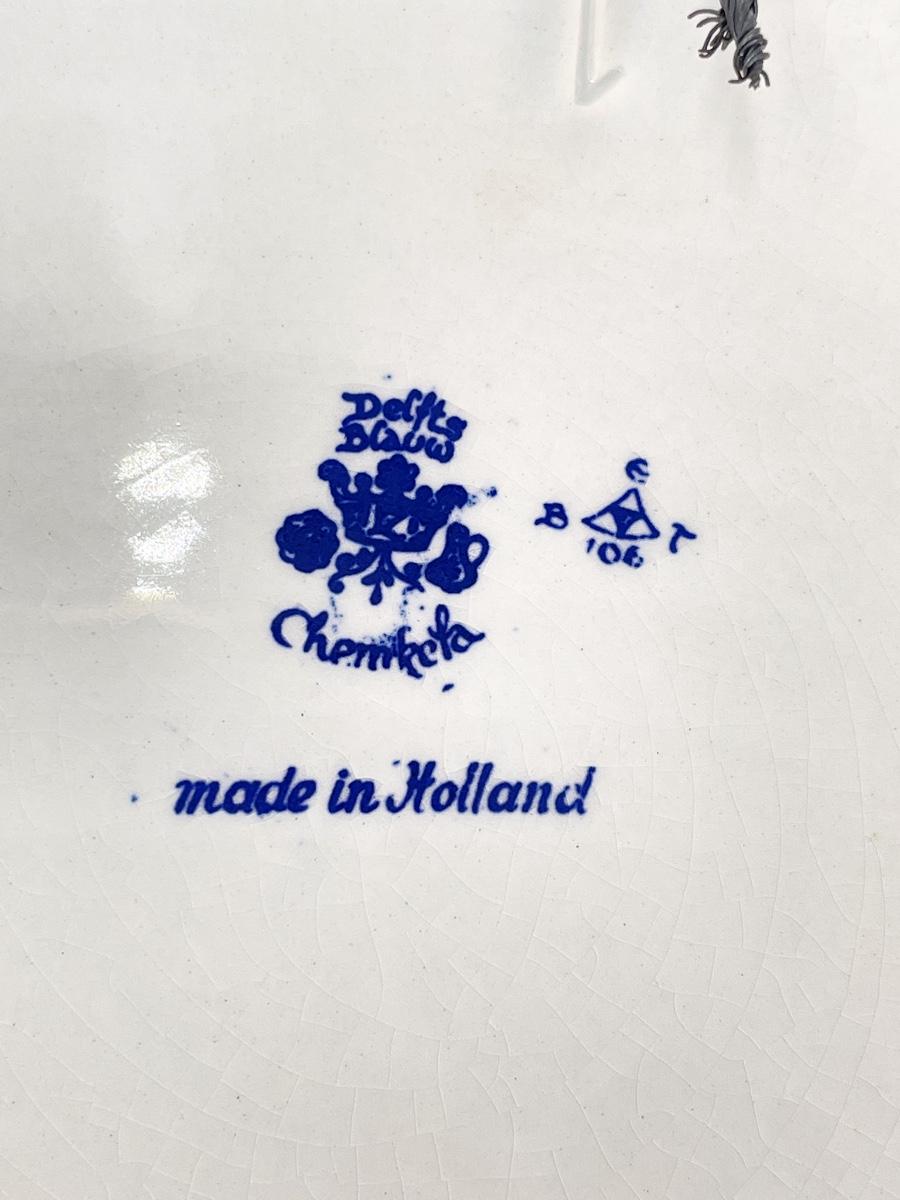 Delfts
Blauw
Chemkefa
made in Holland
E
B T
106